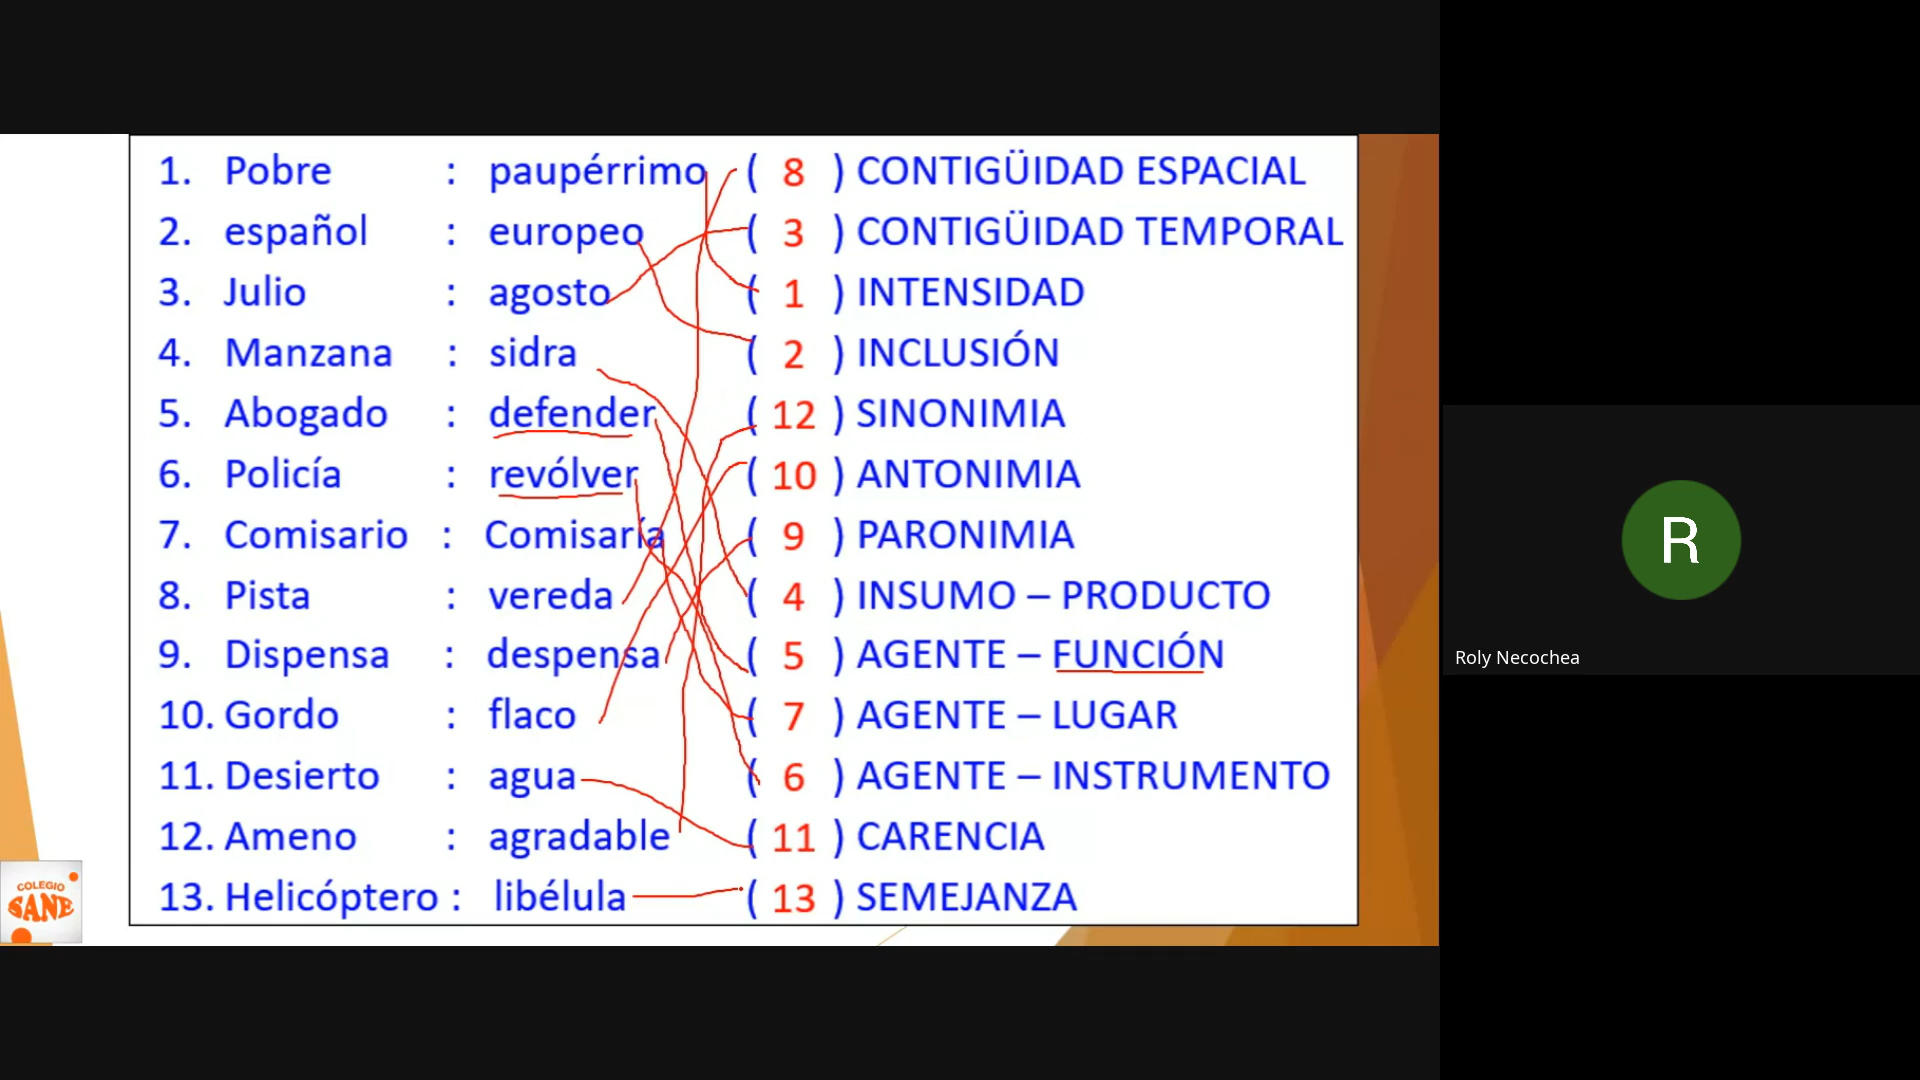 1. Pobre : paupérrimo ( 8 ) CONTIGÜIDAD ESPACIAL
2. español : europeo ( 3 ) CONTIGÜIDAD TEMPORAL
3. Julio : agosto ( 1 ) INTENSIDAD
4. Manzana : sidra ( 2 ) INCLUSIÓN
5. Abogado : defender ( 12 ) SINONIMIA
6. Policía : revólver ( 10 ) ANTONIMIA
7. Comisario : Comisaría ( 9 ) PARONIMIA
8. Pista : vereda ( 4 ) INSUMO – PRODUCTO
9. Dispensa : despensa ( 5 ) AGENTE – FUNCIÓN
10. Gordo : flaco ( 7 ) AGENTE – LUGAR
11. Desierto : agua ( 6 ) AGENTE – INSTRUMENTO
12. Ameno : agradable ( 11 ) CARENCIA
13. Helicóptero : libélula ( 13 ) SEMEJANZA
COLEGIO
SANE
R
Roly Necochea